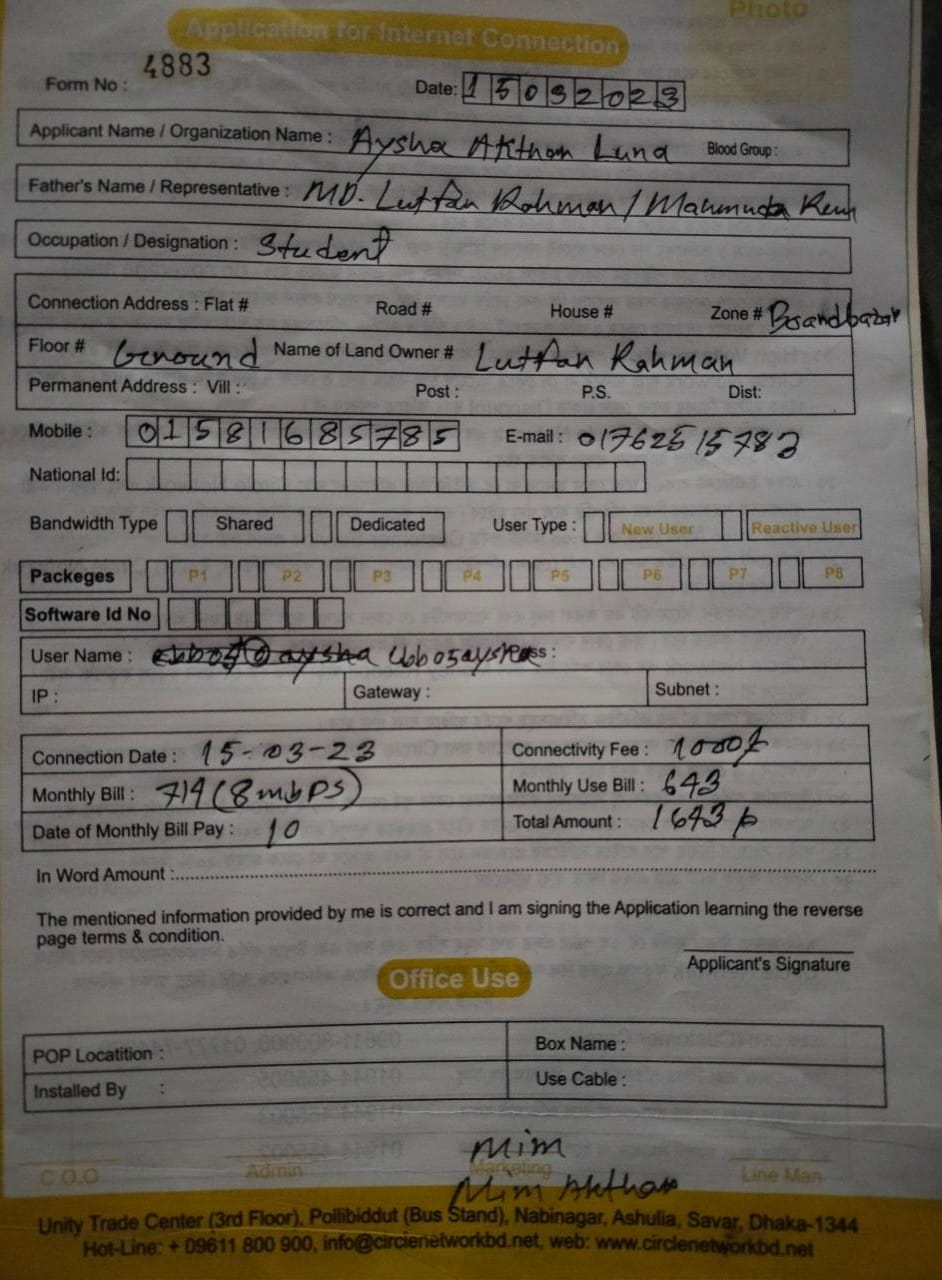 Photo
Application for Internet Connection
Form No : 4883
Date: 15032023
Applicant Name / Organization Name : Aysha Akthar Luna Blood Group :
Father's Name / Representative : MD. Lutfar Rahman / Mahmuda
Occupation / Designation : Student
Connection Address : Flat # Road # House # Zone # Boardbazar
Floor # Ground Name of Land Owner # Lutfar Rahman
Permanent Address : Vill : Post : P.S. Dist:
Mobile : 01581685785 E-mail : 01762515782
National Id:
Bandwidth Type Shared Dedicated User Type : New User Reactive User
Packeges P1 P2 P3 P4 P5 P6 P7 P8
Software Id No
User Name :
IP : Gateway : Subnet :
Connection Date : 15-03-23 Connectivity Fee : 1000/
Monthly Bill : 714 (8mbps) Monthly Use Bill : 643
Date of Monthly Bill Pay : 10 Total Amount : 1643
In Word Amount :
The mentioned information provided by me is correct and I am signing the Application learning the reverse
page terms & condition.
Applicant's Signature
Office Use
POP Locatition : Box Name :
Installed By : Use Cable :
Mim
C.O.O Admin Marketing Line Man
Mim Akthar
Unity Trade Center (3rd Floor), Pollibiddut (Bus Stand), Nabinagar, Ashulia, Savar, Dhaka-1344
Hot-Line: + 09611 800 900, info@circlenetworkbd.net, web: www.circlenetworkbd.net